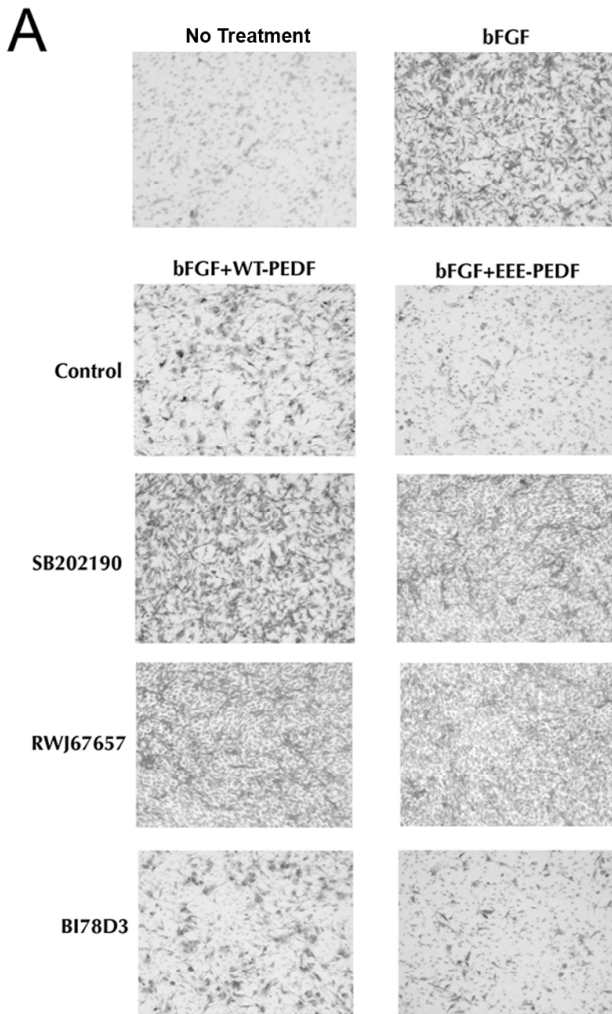 A
No Treatment
bFGF
bFGF+WT-PEDF
bFGF+EEE-PEDF
Control
SB202190
RWJ67657
BI78D3